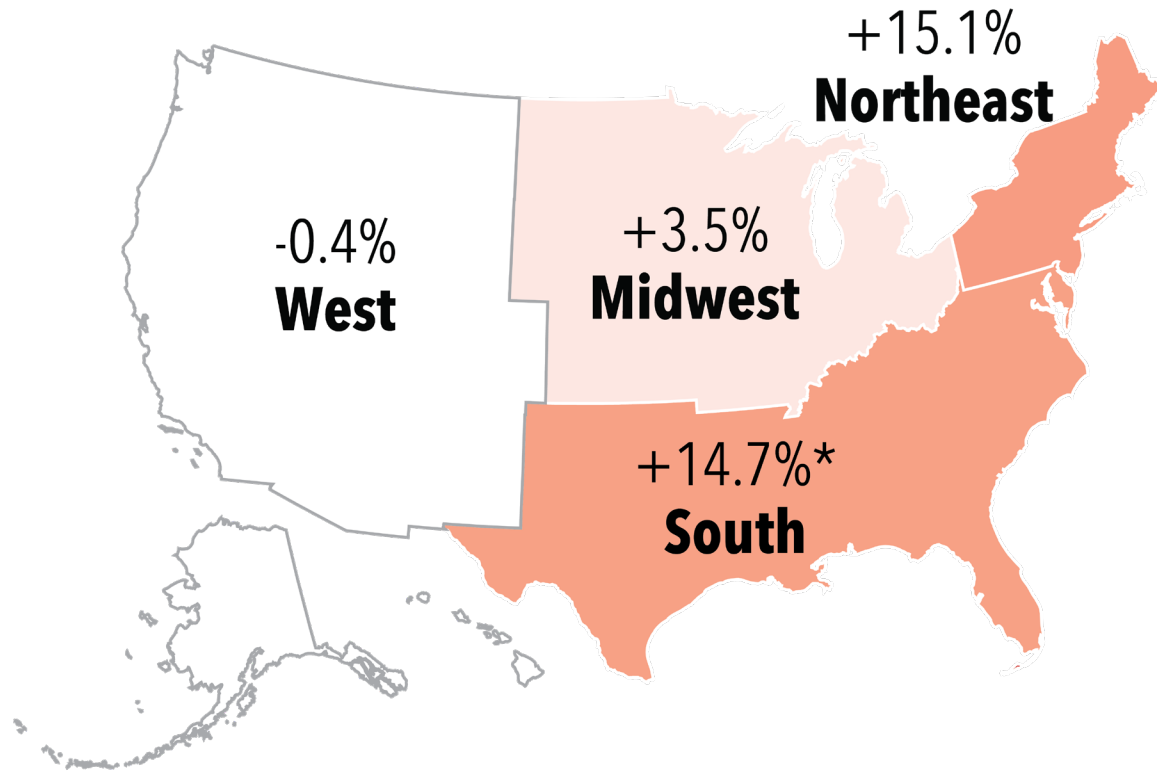 +15.1%
Northeast
-0.4%
West
+3.5%
Midwest
+14.7%*
South